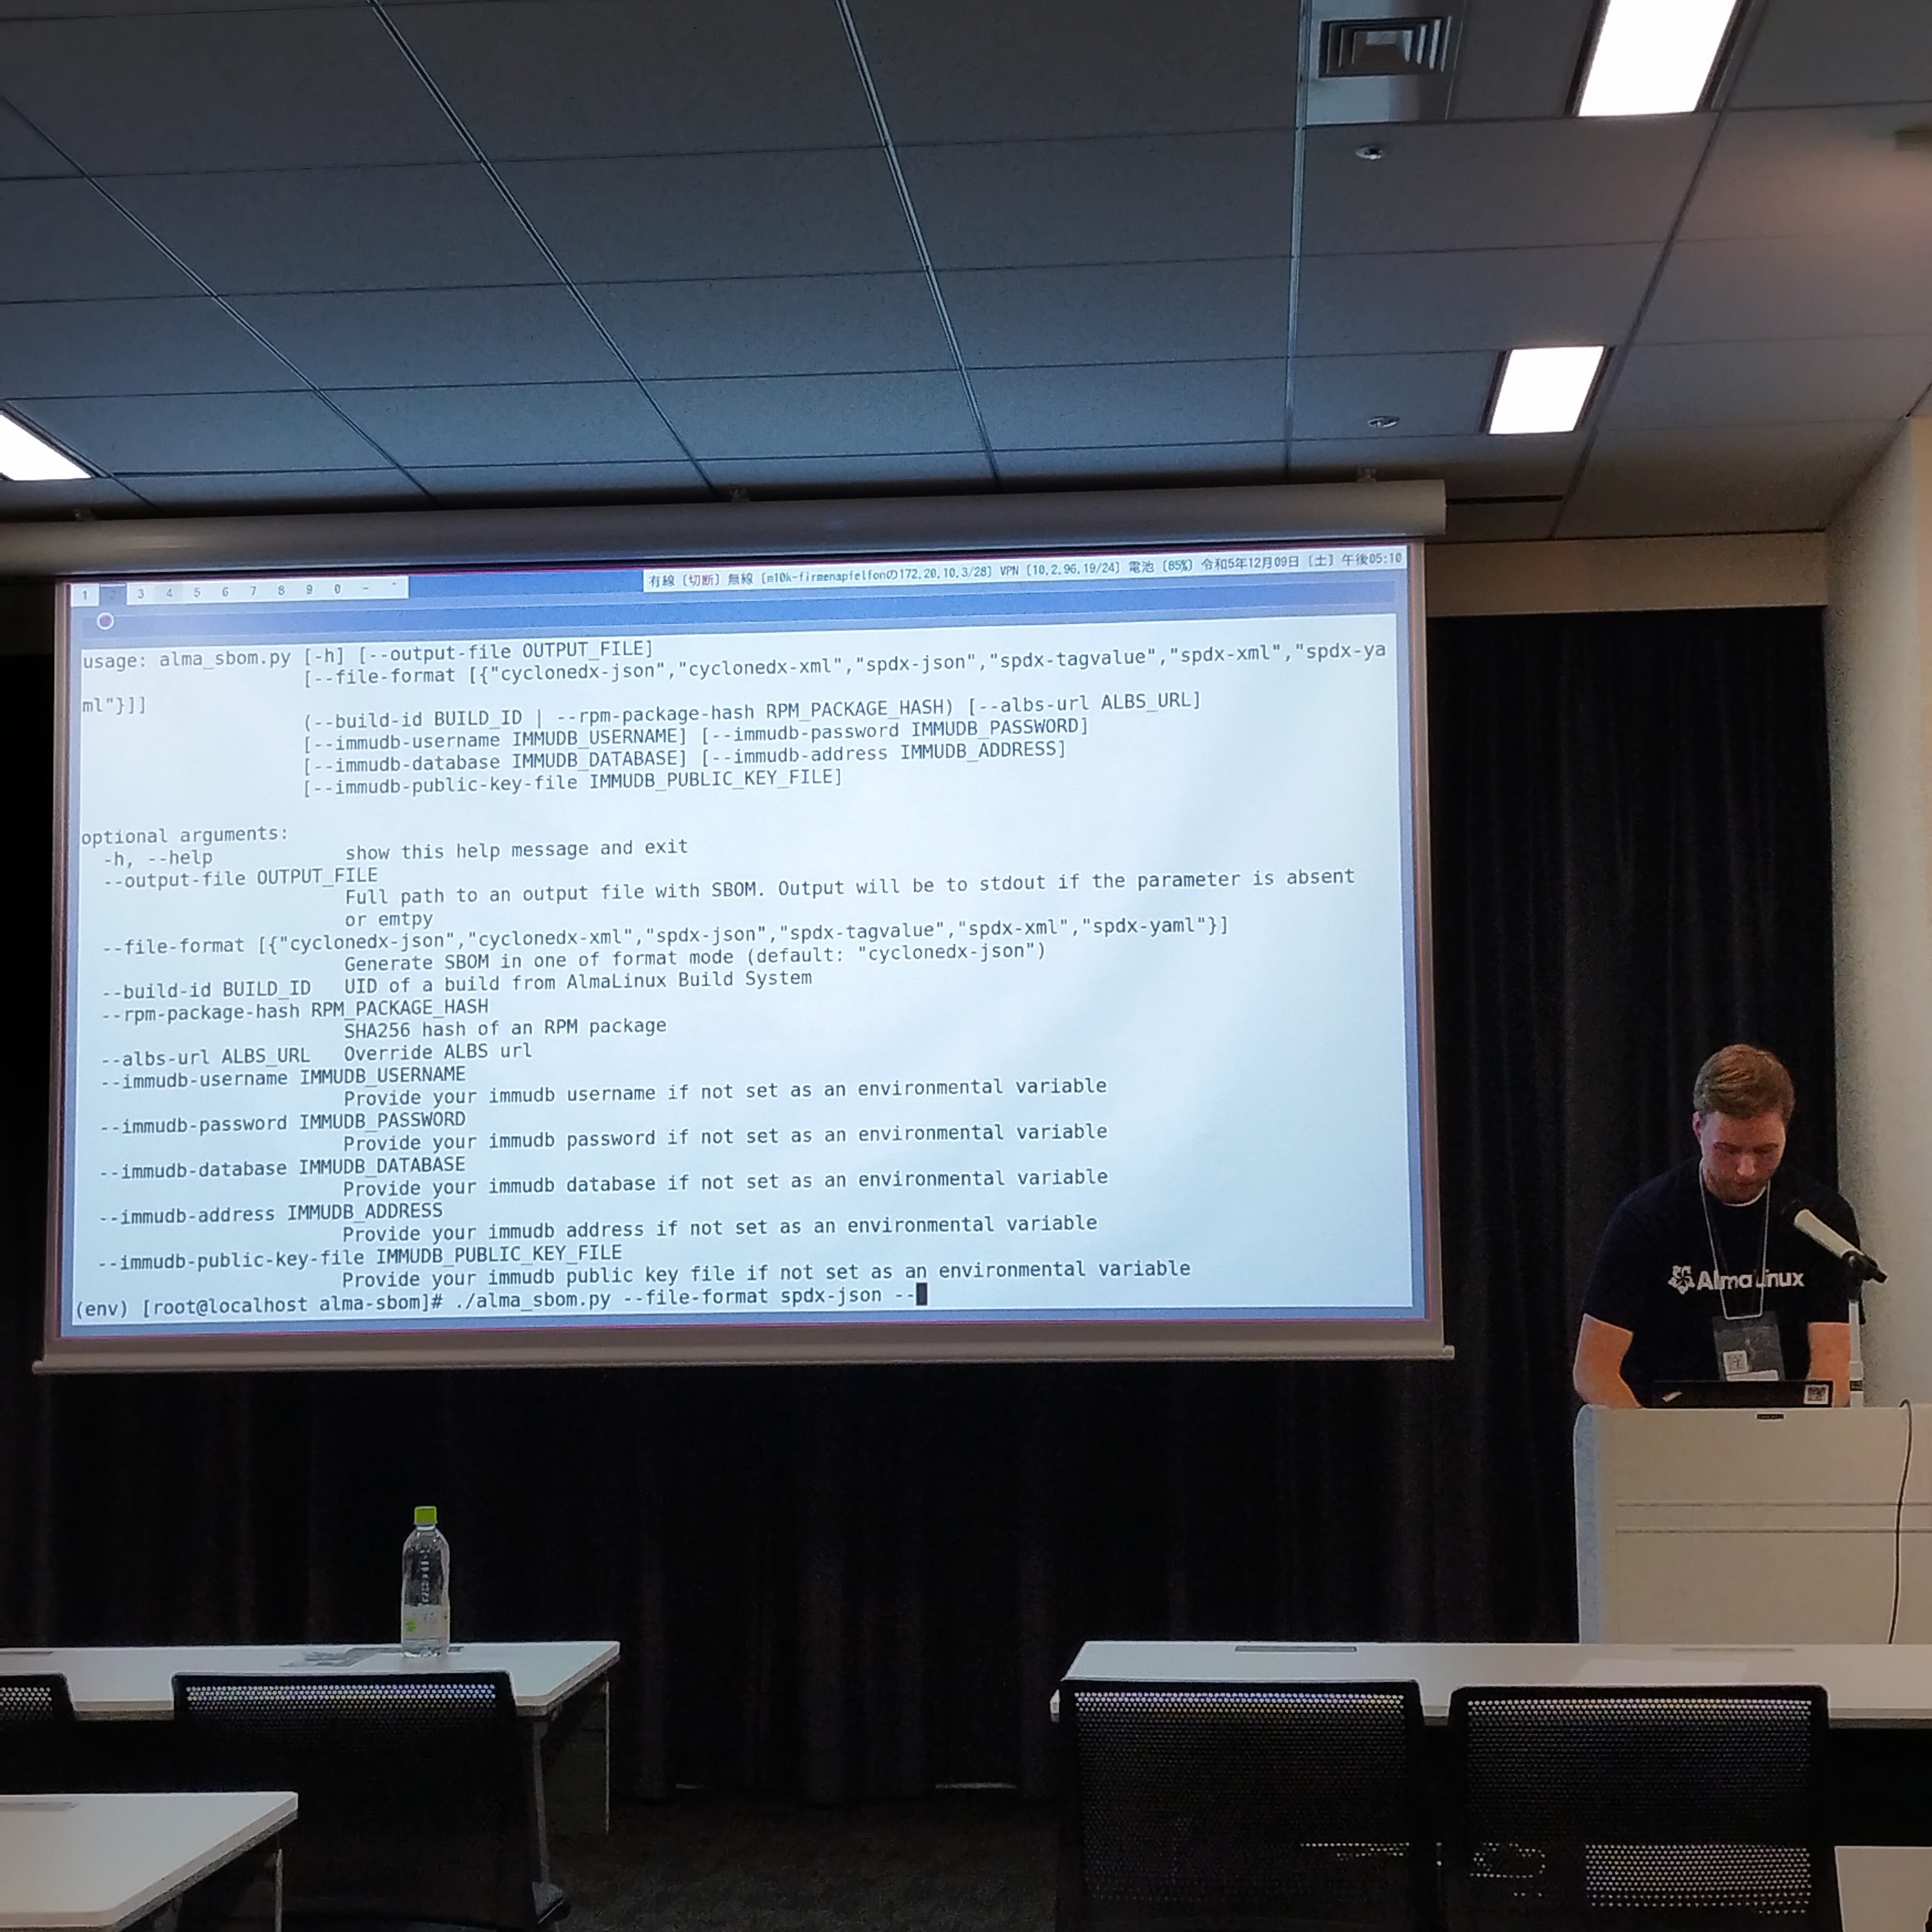 1 2 3 4 5 6 7 8 9 0 - ^
有線〔切断〕無線〔m10k-firmenapfelfonの172.20.10.3/28〕VPN〔10.2.96.19/24〕電池〔85%〕令和5年12月09日〔土〕午後05:10
usage: alma_sbom.py [-h] [--output-file OUTPUT_FILE]
[--file-format [{"cyclonedx-json","cyclonedx-xml","spdx-json","spdx-tagvalue","spdx-xml","spdx-ya
ml"}]]
(--build-id BUILD_ID | --rpm-package-hash RPM_PACKAGE_HASH) [--albs-url ALBS_URL]
[--immudb-username IMMUDB_USERNAME] [--immudb-password IMMUDB_PASSWORD]
[--immudb-database IMMUDB_DATABASE] [--immudb-address IMMUDB_ADDRESS]
[--immudb-public-key-file IMMUDB_PUBLIC_KEY_FILE]
optional arguments:
-h, --help show this help message and exit
--output-file OUTPUT_FILE
Full path to an output file with SBOM. Output will be to stdout if the parameter is absent
or emtpy
--file-format [{"cyclonedx-json","cyclonedx-xml","spdx-json","spdx-tagvalue","spdx-xml","spdx-yaml"}]
Generate SBOM in one of format mode (default: "cyclonedx-json")
--build-id BUILD_ID UID of a build from AlmaLinux Build System
--rpm-package-hash RPM_PACKAGE_HASH
SHA256 hash of an RPM package
--albs-url ALBS_URL Override ALBS url
--immudb-username IMMUDB_USERNAME
Provide your immudb username if not set as an environmental variable
--immudb-password IMMUDB_PASSWORD
Provide your immudb password if not set as an environmental variable
--immudb-database IMMUDB_DATABASE
Provide your immudb database if not set as an environmental variable
--immudb-address IMMUDB_ADDRESS
Provide your immudb address if not set as an environmental variable
--immudb-public-key-file IMMUDB_PUBLIC_KEY_FILE
Provide your immudb public key file if not set as an environmental variable
(env) [root@localhost alma-sbom]# ./alma_sbom.py --file-format spdx-json --
AlmaLinux